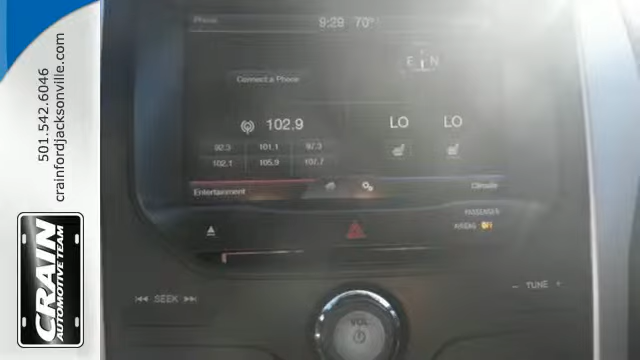 501.542.6046
crainfordjacksonville.com
CRAIN
AUTOMOTIVE TEAM
Phone
9:29 70°
E N
Connect a Phone
102.9
LO LO
92.3 101.1 97.3
102.1 105.9 107.7
Entertainment
Climate
PASSENGER
AIRBAG OFF
SEEK
TUNE
VOL